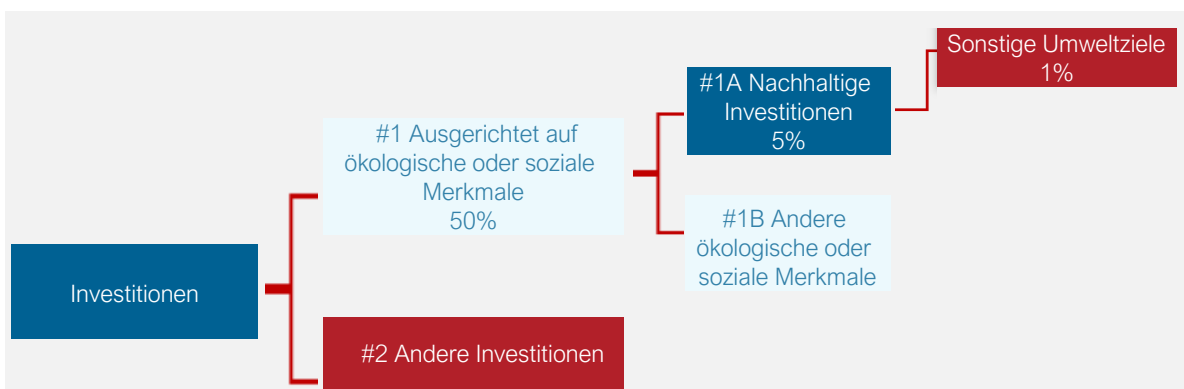 Investitionen
#1 Ausgerichtet auf
ökologische oder soziale
Merkmale
50%
#2 Andere Investitionen
#1A Nachhaltige
Investitionen
5%
#1B Andere
ökologische oder
soziale Merkmale
Sonstige Umweltziele
1%